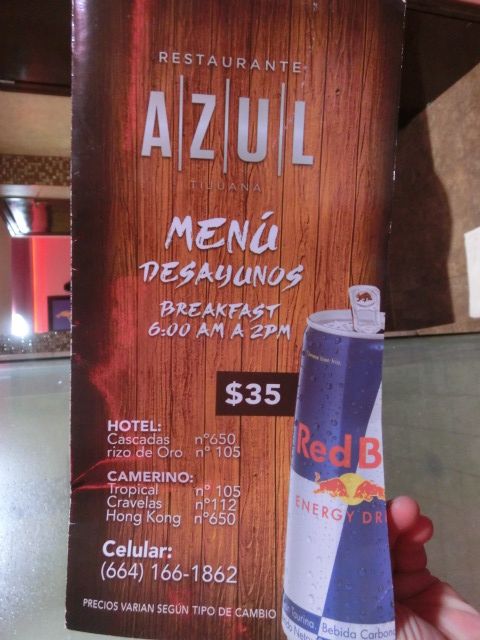 RESTAURANTE
AZUL
TIJUANA
MENÚ
DESAYUNOS
BREAKFAST
6:00 AM A 2PM
$35
HOTEL:
Cascadas n°650
rizo de Oro n° 105
CAMERINO:
Tropical n° 105
Cravelas n°112
Hong Kong n°650
Celular:
(664) 166-1862
PRECIOS VARIAN SEGÚN TIPO DE CAMBIO
Red B
ENERGY DR
Taurina, Bebida Carbon